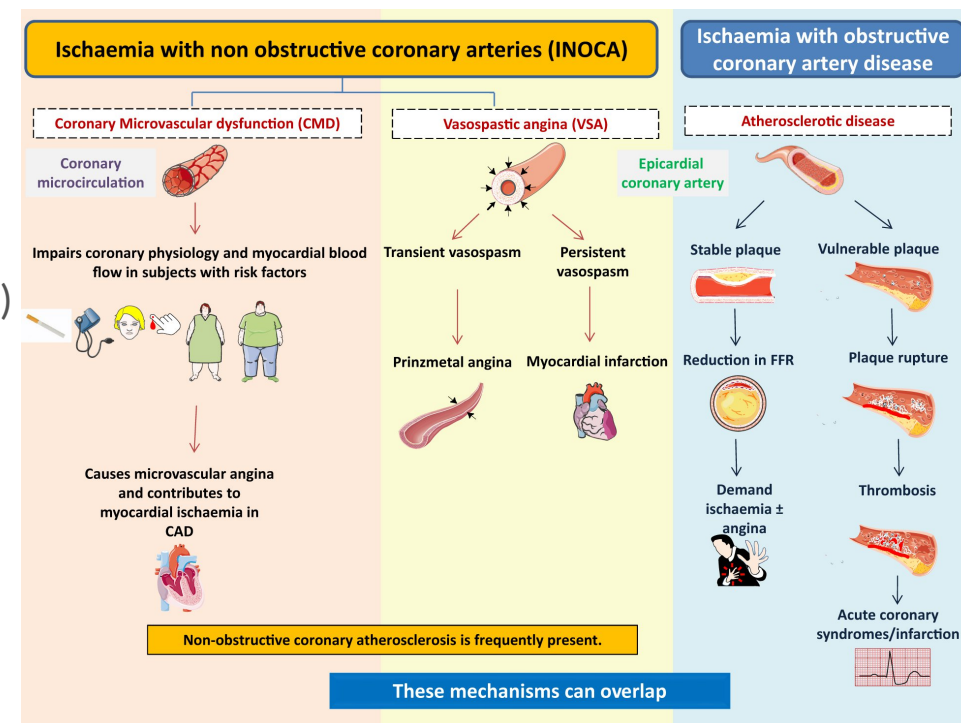 Ischaemia with non obstructive coronary arteries (INOCA)
Ischaemia with obstructive
coronary artery disease
Coronary Microvascular dysfunction (CMD)
Vasospastic angina (VSA)
Atherosclerotic disease
Coronary
microcirculation
Epicardial
coronary artery
Impairs coronary physiology and myocardial blood
flow in subjects with risk factors
Transient vasospasm
Persistent
vasospasm
Stable plaque
Vulnerable plaque
)
Prinzmetal angina
Myocardial infarction
Reduction in FFR
Plaque rupture
Causes microvascular angina
and contributes to
myocardial ischaemia in
CAD
Demand
ischaemia ±
angina
Thrombosis
Acute coronary
syndromes/infarction
Non-obstructive coronary atherosclerosis is frequently present.
These mechanisms can overlap